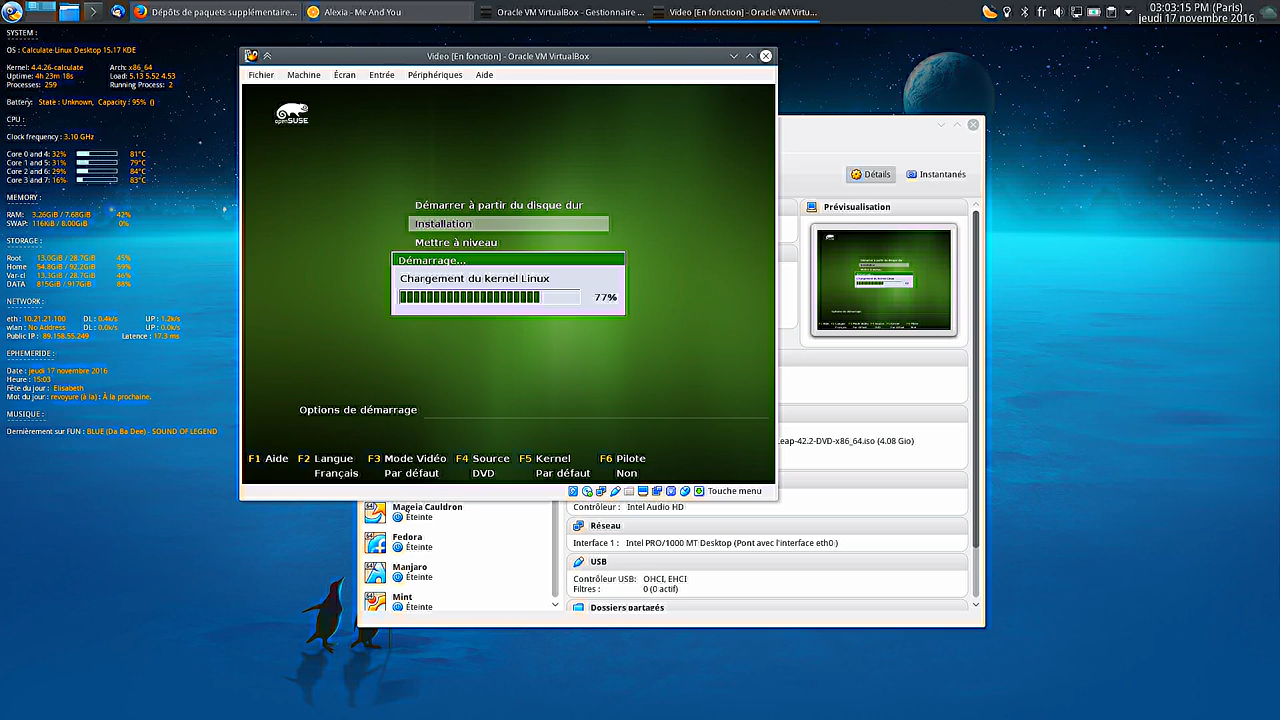 Dépôts de paquets supplémentaire...
Alexia - Me And You
Oracle VM VirtualBox - Gestionnaire ...
Video [En fonction] - Oracle VM Virtu...
fr
03:03:15 PM (Paris)
jeudi 17 novembre 2016
SYSTEM :
OS : Calculate-Linux Desktop 15.17 KDE
Kernel: 4.4.26-calculate Arch: x86_64
Uptime: 4h 23m 18s Load: 5.13 5.52 4.53
Processes: 259 Running Process: 2
Battery: State : Unknown, Capacity : 95% ()
CPU :
Clock frequency : 3.10 GHz
Core 0 and 4: 32% 81°C
Core 1 and 5: 31% 79°C
Core 2 and 6: 29% 84°C
Core 3 and 7: 16% 83°C
MEMORY :
RAM: 3.26GiB / 7.68GiB 42%
SWAP: 116KiB / 8.00GiB 0%
STORAGE :
Root 13.0GiB / 28.7GiB 45%
Home 54.8GiB / 92.2GiB 59%
Var-cl 13.3GiB / 28.7GiB 46%
DATA 815GiB / 917GiB 88%
NETWORK :
eth : 10.21.21.100 DL : 0.4k/s UP : 1.2k/s
wlan : No Address DL : 0.0k/s UP : 0.0k/s
Public IP : 89.158.55.249 Latence : 17.3 ms
EPHEMERIDE :
Date : jeudi 17 novembre 2016
Heure : 15:03
Fête du jour : Elisabeth
Mot du jour : revoyure (à la) : À la prochaine.
MUSIQUE :
Dernièrement sur FUN : BLUE (Da Ba Dee) - SOUND OF LEGEND
Video [En fonction] - Oracle VM VirtualBox
Fichier Machine Écran Entrée Périphériques Aide
openSUSE
Démarrer à partir du disque dur
Installation
Mettre à niveau
Démarrage...
Chargement du kernel Linux
77%
Options de démarrage
F1 Aide F2 Langue F3 Mode Vidéo F4 Source F5 Kernel F6 Pilote
Français Par défaut DVD Par défaut Non
Touche menu
Détails Instantanés
Prévisualisation
Leap-42.2-DVD-x86_64.iso (4.08 Gio)
Contrôleur : Intel Audio HD
Réseau
Interface 1 : Intel PRO/1000 MT Desktop (Pont avec l'interface eth0 )
USB
Contrôleur USB: OHCI, EHCI
Filtres : 0 (0 actif)
Dossiers partagés
Mageia Cauldron
Éteinte
Fedora
Éteinte
Manjaro
Éteinte
Mint
Éteinte